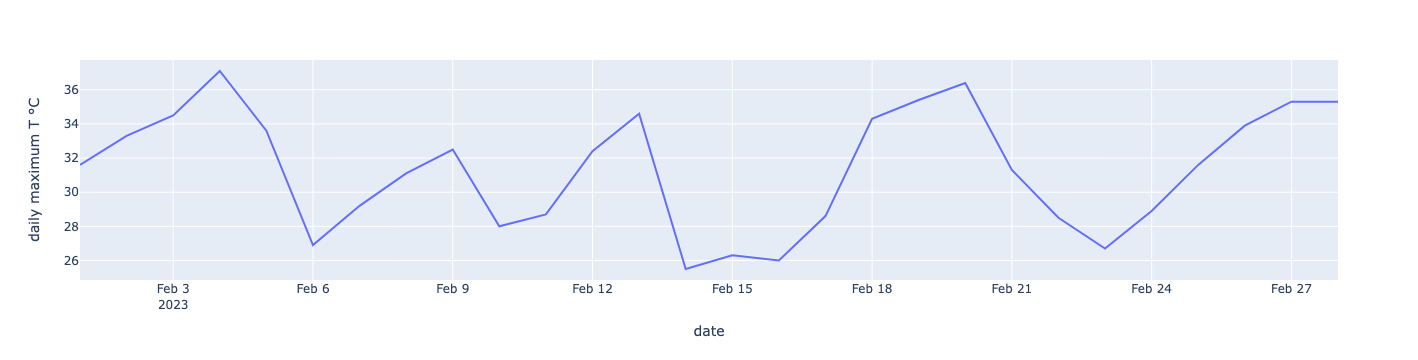 daily maximum T °C
36
34
32
30
28
26
Feb 3
2023
Feb 6
Feb 9
Feb 12
Feb 15
Feb 18
Feb 21
Feb 24
Feb 27
date